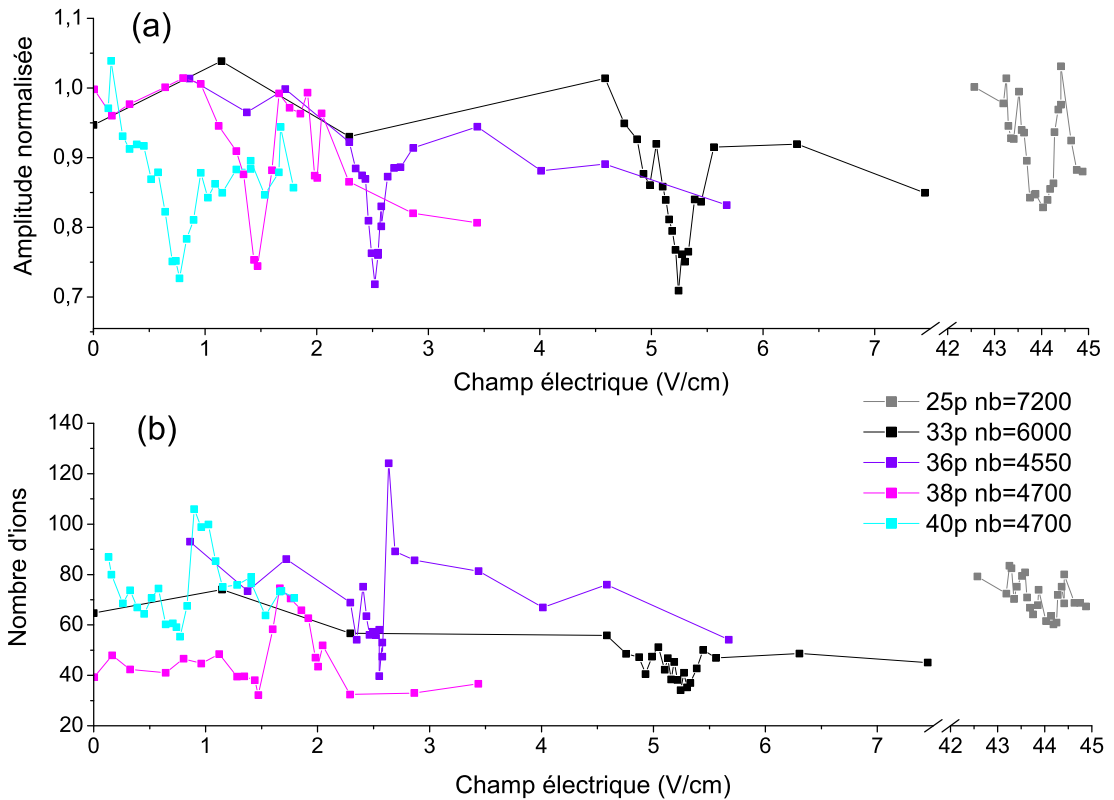 (a)
Amplitude normalisée
1,1
1,0
0,9
0,8
0,7
0 1 2 3 4 5 6 7 42 43 44 45
Champ électrique (V/cm)
25p nb=7200
33p nb=6000
36p nb=4550
38p nb=4700
40p nb=4700
(b)
Nombre d'ions
140
120
100
80
60
40
20
0 1 2 3 4 5 6 7 42 43 44 45
Champ électrique (V/cm)